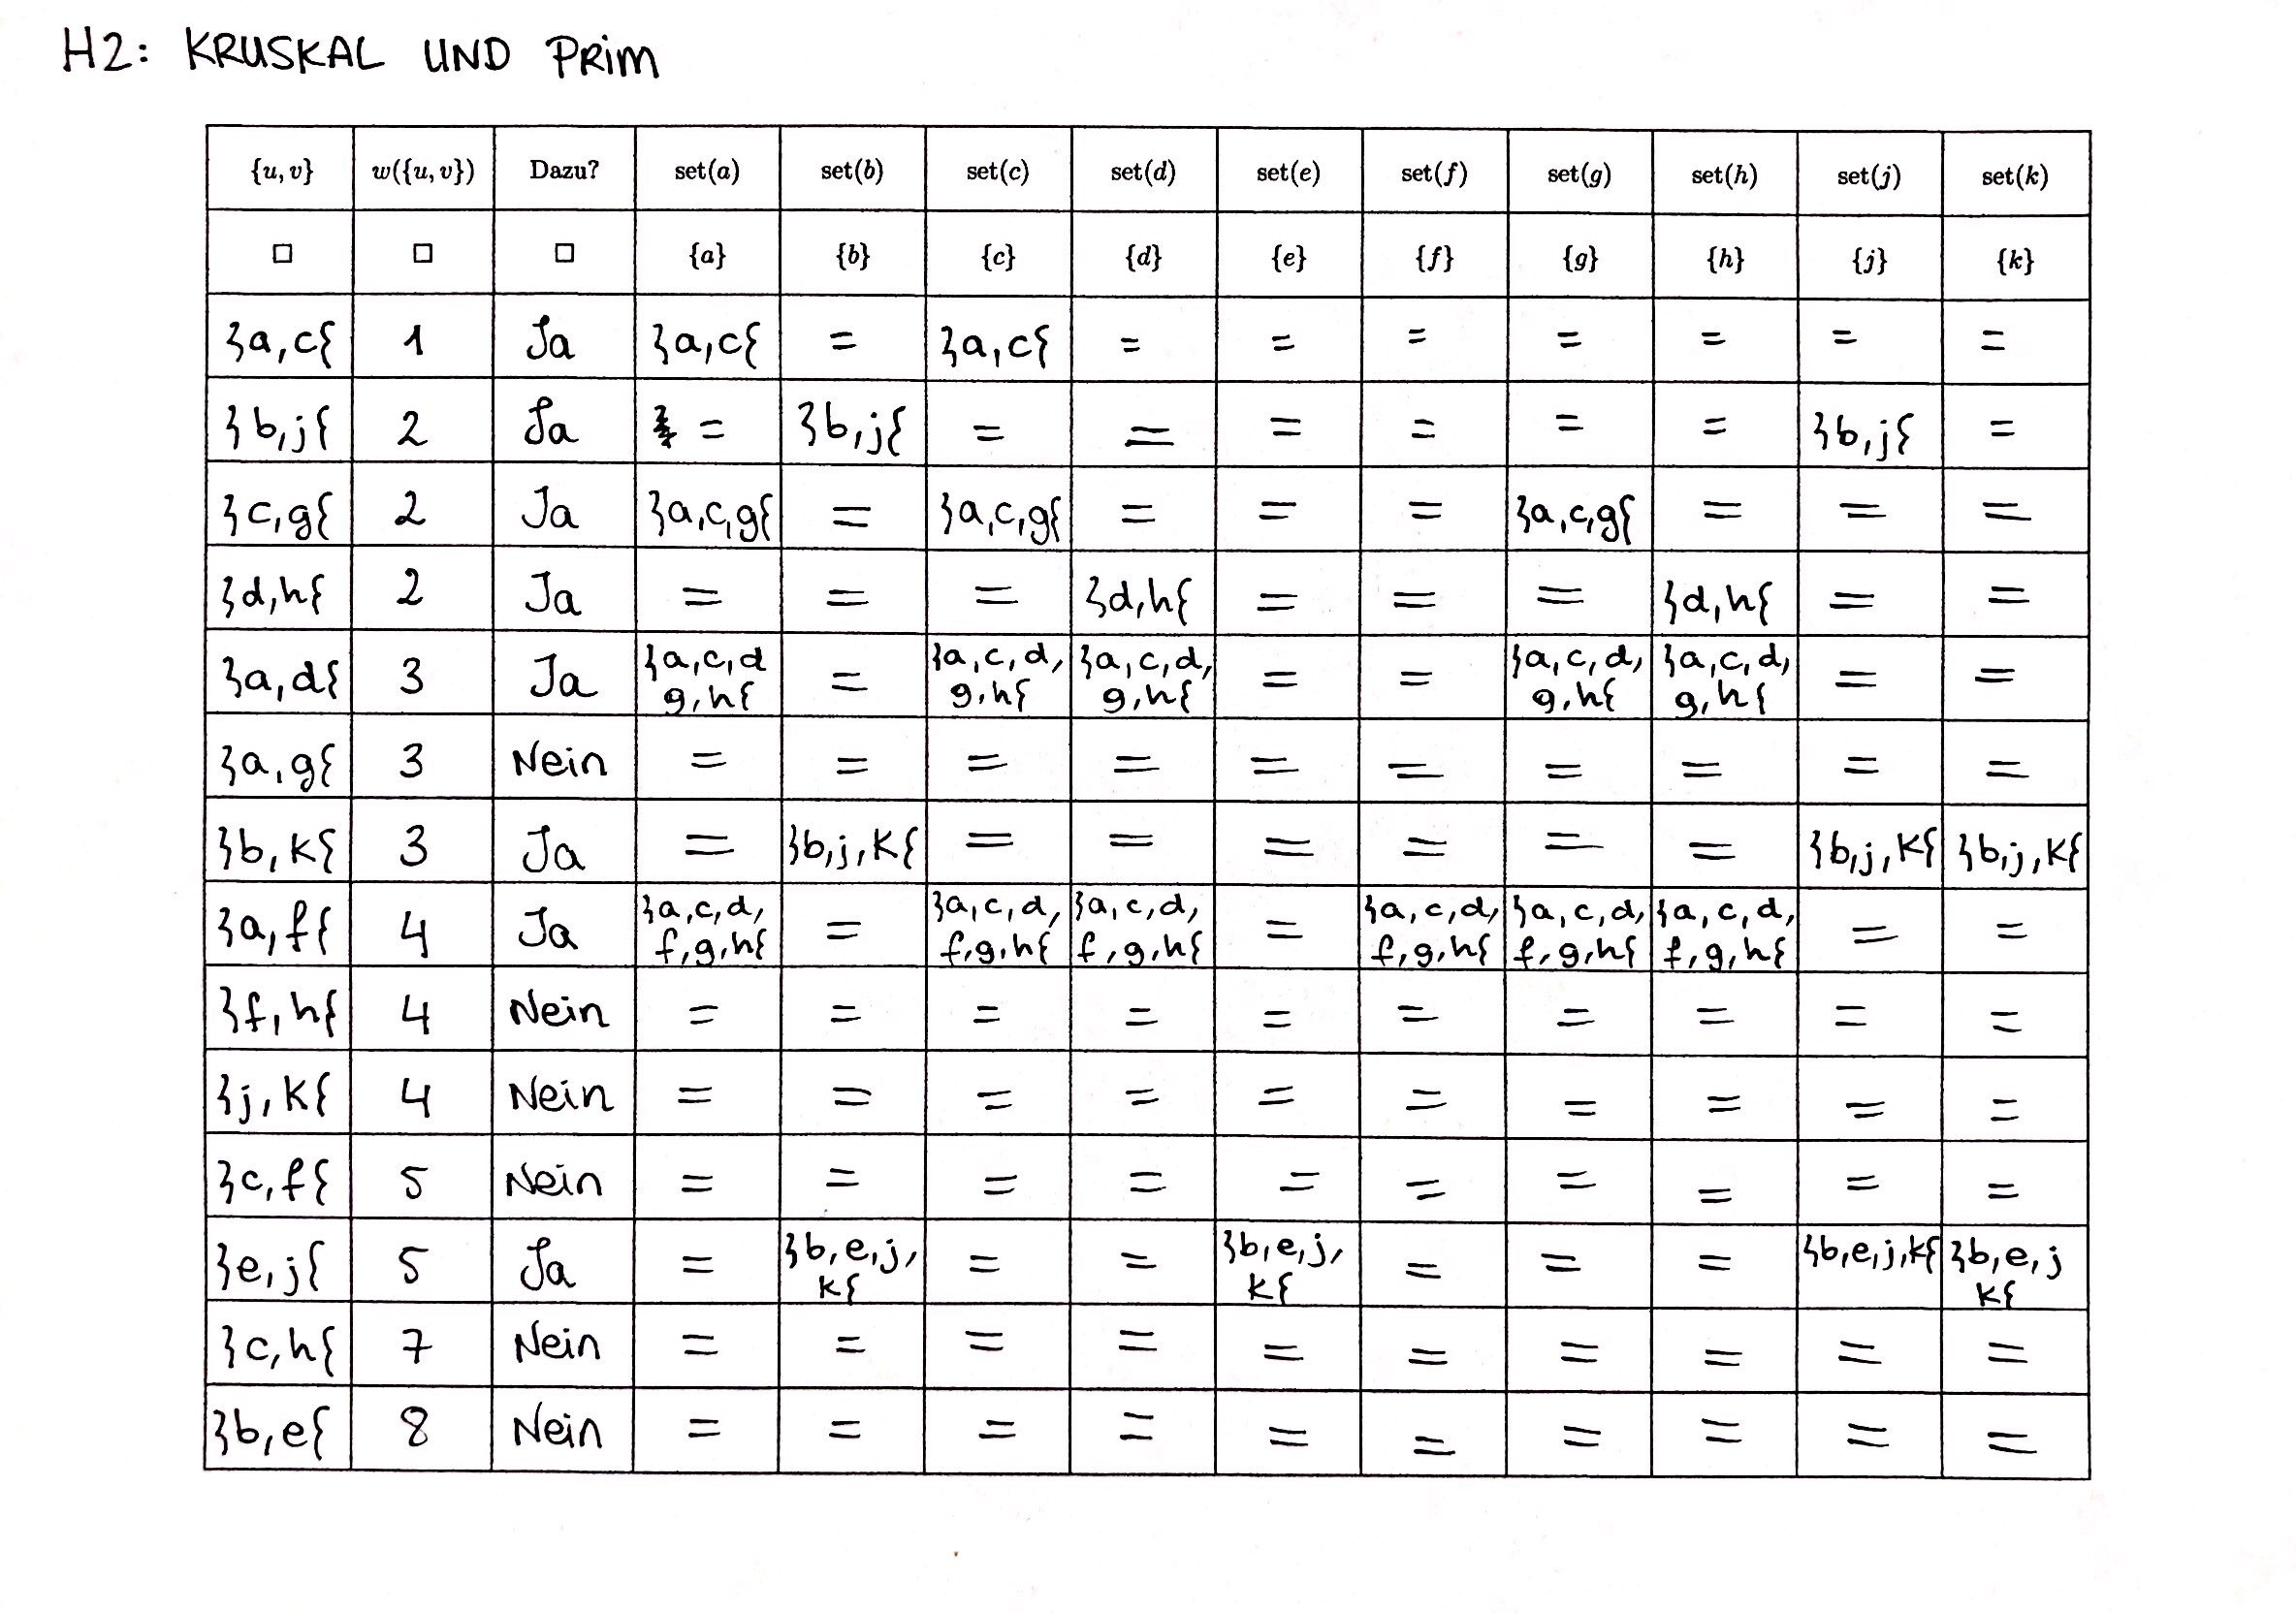 H2: KRUSKAL UND PRim
{u, v} w({u, v}) Dazu? set(a) set(b) set(c) set(d) set(e) set(f) set(g) set(h) set(j) set(k)
□ □ □ {a} {b} {c} {d} {e} {f} {g} {h} {j} {k}
}a,c{ 1 Ja }a,c{ = }a,c{ = = = = = = =
}b,j{ 2 Ja = }b,j{ = = = = = = }b,j{ =
}c,g{ 2 Ja }a,c,g{ = }a,c,g{ = = = }a,c,g{ = = =
}d,h{ 2 Ja = = = }d,h{ = = = }d,h{ = =
}a,d{ 3 Ja }a,c,d g,h{ = }a,c,d, g,h{ }a,c,d, g,h{ = = }a,c,d, g,h{ }a,c,d, g,h{ = =
}a,g{ 3 Nein = = = = = = = = = =
}b,k{ 3 Ja = }b,j,k{ = = = = = = }b,j,k{ }b,j,k{
}a,f{ 4 Ja }a,c,d, f,g,h{ = }a,c,d, f,g,h{ }a,c,d, f,g,h{ = }a,c,d, f,g,h{ }a,c,d, f,g,h{ }a,c,d, f,g,h{ = =
}f,h{ 4 Nein = = = = = = = = = =
}j,k{ 4 Nein = = = = = = = = = =
}c,f{ 5 Nein = = = = = = = = = =
}e,j{ 5 Ja = }b,e,j, k{ = = }b,e,j, k{ = = = }b,e,j,k{ }b,e,j k{
}c,h{ 7 Nein = = = = = = = = = =
}b,e{ 8 Nein = = = = = = = = = =